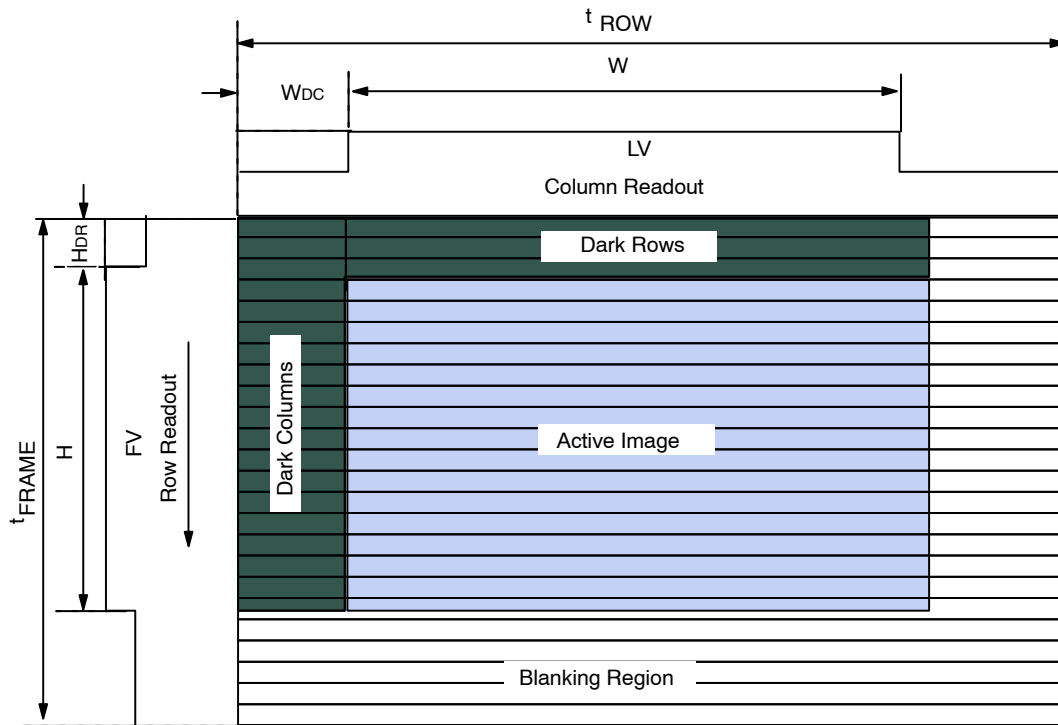 t ROW
W
WDC
LV
Column Readout
HDR
Dark Rows
tFRAME
H
FV
Row Readout
Dark Columns
Active Image
Blanking Region